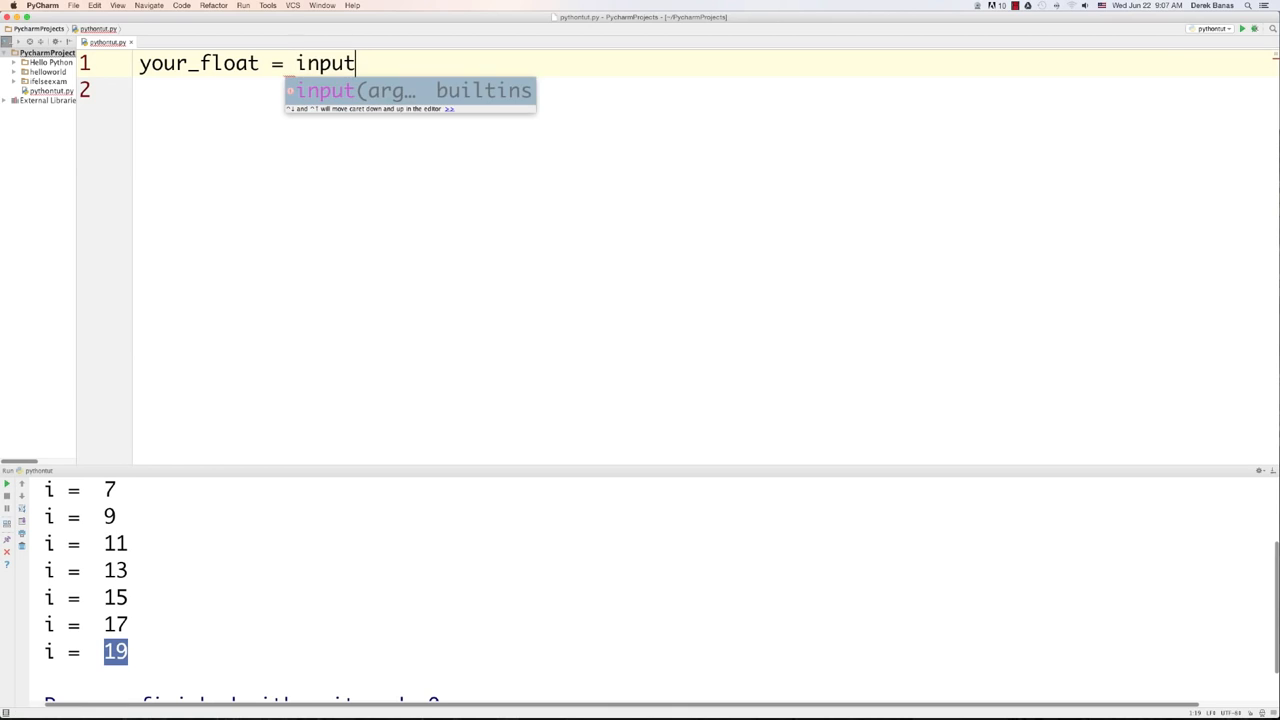 PyCharm File Edit View Navigate Code Refactor Run Tools VCS Window Help 10 Wed Jun 22 9:07 AM Derek Banas
pythontut.py - PycharmProjects - [~/PycharmProjects]
PycharmProjects pythontut.py pythontut
pythontut.py
PycharmProject
Hello Python
helloworld
ifelseexam
pythontut.py
External Librarie
1 your_float = input
2
input(arg… builtins
^↓ and ^↑ will move caret down and up in the editor >>
Run pythontut
i = 7
i = 9
i = 11
i = 13
i = 15
i = 17
i = 19
1:19 LF÷ UTF-8÷